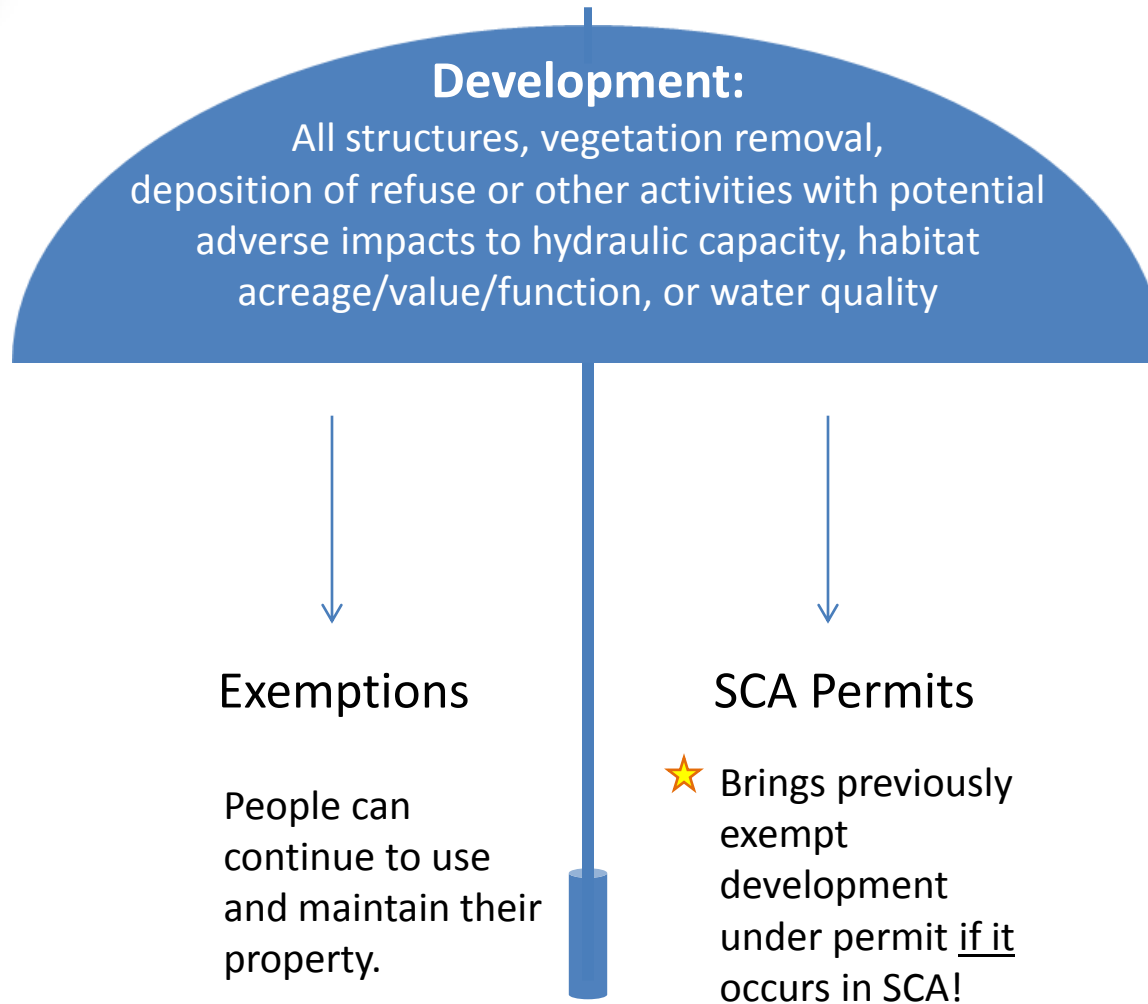 Development:
All structures, vegetation removal,
deposition of refuse or other activities with potential
adverse impacts to hydraulic capacity, habitat
acreage/value/function, or water quality
Exemptions
People can
continue to use
and maintain their
property.
SCA Permits
Brings previously
exempt
development
under permit if it
occurs in SCA!